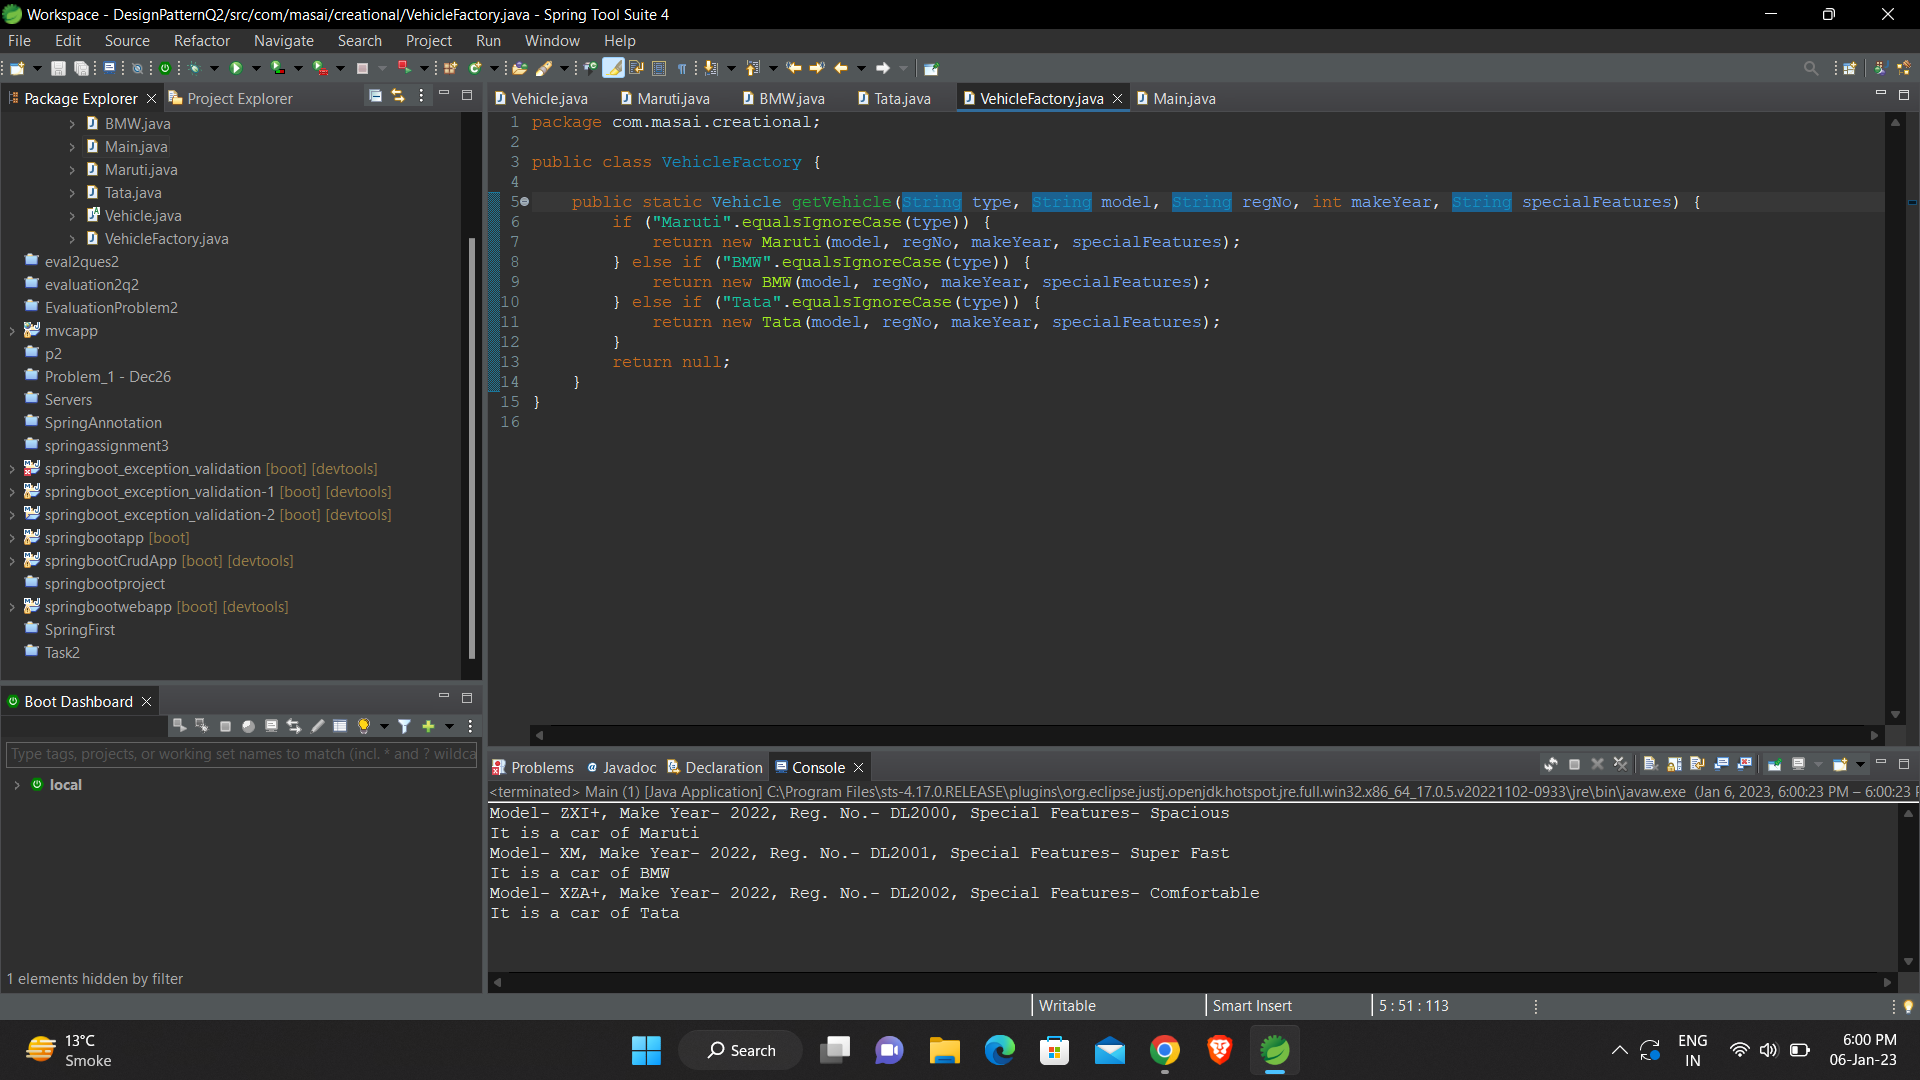 Workspace - DesignPatternQ2/src/com/masai/creational/VehicleFactory.java - Spring Tool Suite 4
File Edit Source Refactor Navigate Search Project Run Window Help
Package Explorer Project Explorer
BMW.java
Main.java
Maruti.java
Tata.java
Vehicle.java
VehicleFactory.java
eval2ques2
evaluation2q2
EvaluationProblem2
mvcapp
p2
Problem_1 - Dec26
Servers
SpringAnnotation
springassignment3
springboot_exception_validation [boot] [devtools]
springboot_exception_validation-1 [boot] [devtools]
springboot_exception_validation-2 [boot] [devtools]
springbootapp [boot]
springbootCrudApp [boot] [devtools]
springbootproject
springbootwebapp [boot] [devtools]
SpringFirst
Task2
Boot Dashboard
Type tags, projects, or working set names to match (incl. * and ? wildca
local
1 elements hidden by filter
Vehicle.java Maruti.java BMW.java Tata.java VehicleFactory.java Main.java
1 package com.masai.creational;
2
3 public class VehicleFactory {
4
5 public static Vehicle getVehicle(String type, String model, String regNo, int makeYear, String specialFeatures) {
6 if ("Maruti".equalsIgnoreCase(type)) {
7 return new Maruti(model, regNo, makeYear, specialFeatures);
8 } else if ("BMW".equalsIgnoreCase(type)) {
9 return new BMW(model, regNo, makeYear, specialFeatures);
10 } else if ("Tata".equalsIgnoreCase(type)) {
11 return new Tata(model, regNo, makeYear, specialFeatures);
12 }
13 return null;
14 }
15 }
16
Problems Javadoc Declaration Console
<terminated> Main (1) [Java Application] C:\Program Files\sts-4.17.0.RELEASE\plugins\org.eclipse.justj.openjdk.hotspot.jre.full.win32.x86_64_17.0.5.v20221102-0933\jre\bin\javaw.exe (Jan 6, 2023, 6:00:23 PM – 6:00:23 P
Model- ZXI+, Make Year- 2022, Reg. No.- DL2000, Special Features- Spacious
It is a car of Maruti
Model- XM, Make Year- 2022, Reg. No.- DL2001, Special Features- Super Fast
It is a car of BMW
Model- XZA+, Make Year- 2022, Reg. No.- DL2002, Special Features- Comfortable
It is a car of Tata
Writable Smart Insert 5 : 51 : 113
13°C
Smoke
Search
ENG
IN
6:00 PM
06-Jan-23